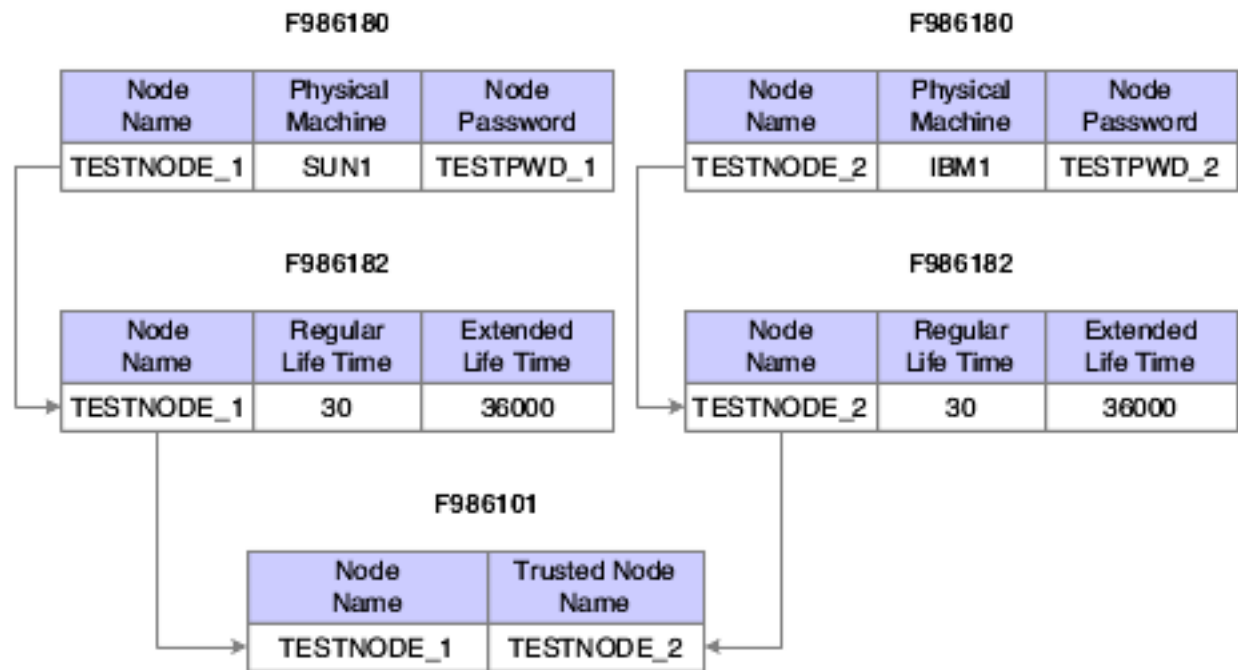 F986180
F986180
Node Name Physical Machine Node Password
TESTNODE_1 SUN1 TESTPWD_1
Node Name Physical Machine Node Password
TESTNODE_2 IBM1 TESTPWD_2
F986182
F986182
Node Name Regular Life Time Extended Life Time
TESTNODE_1 30 36000
Node Name Regular Life Time Extended Life Time
TESTNODE_2 30 36000
F986101
Node Name Trusted Node Name
TESTNODE_1 TESTNODE_2